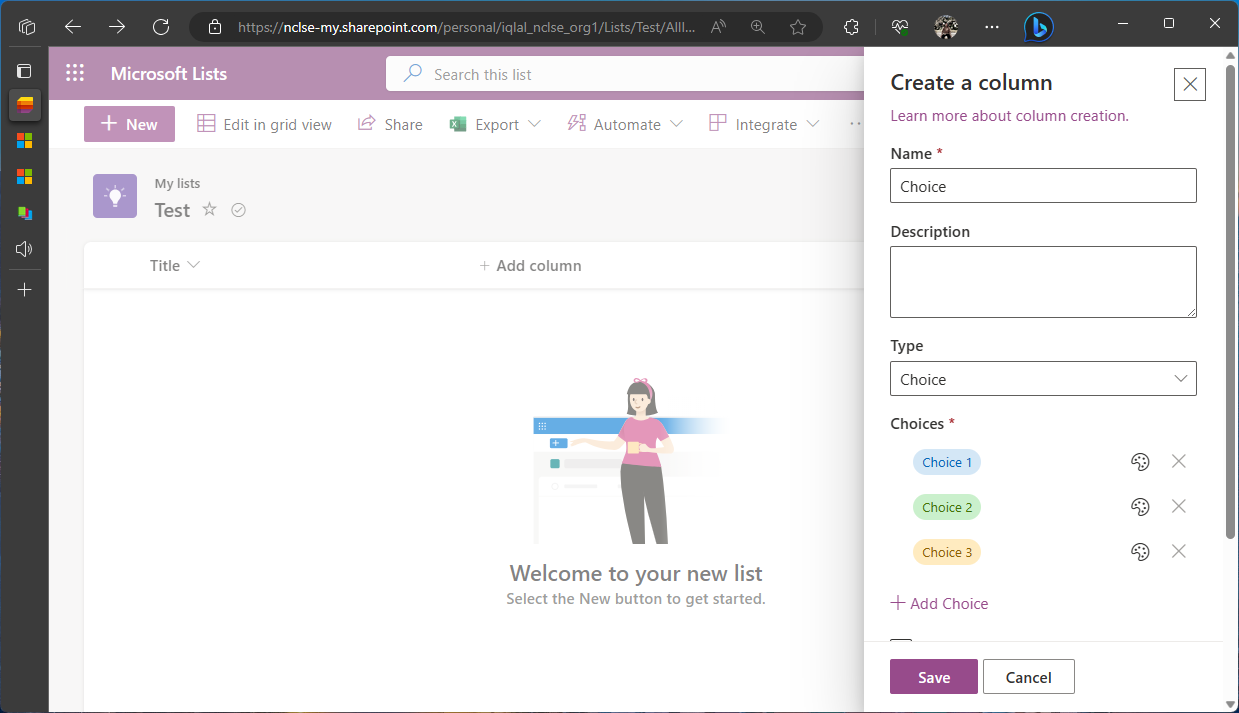 https://nclse-my.sharepoint.com/personal/iqlal_nclse_org1/Lists/Test/AllI...
Microsoft Lists
Search this list
New
Edit in grid view
Share
Export
Automate
Integrate
My lists
Test
Title
Add column
Welcome to your new list
Select the New button to get started.
Create a column
Learn more about column creation.
Name *
Choice
Description
Type
Choice
Choices *
Choice 1
Choice 2
Choice 3
Add Choice
Save
Cancel